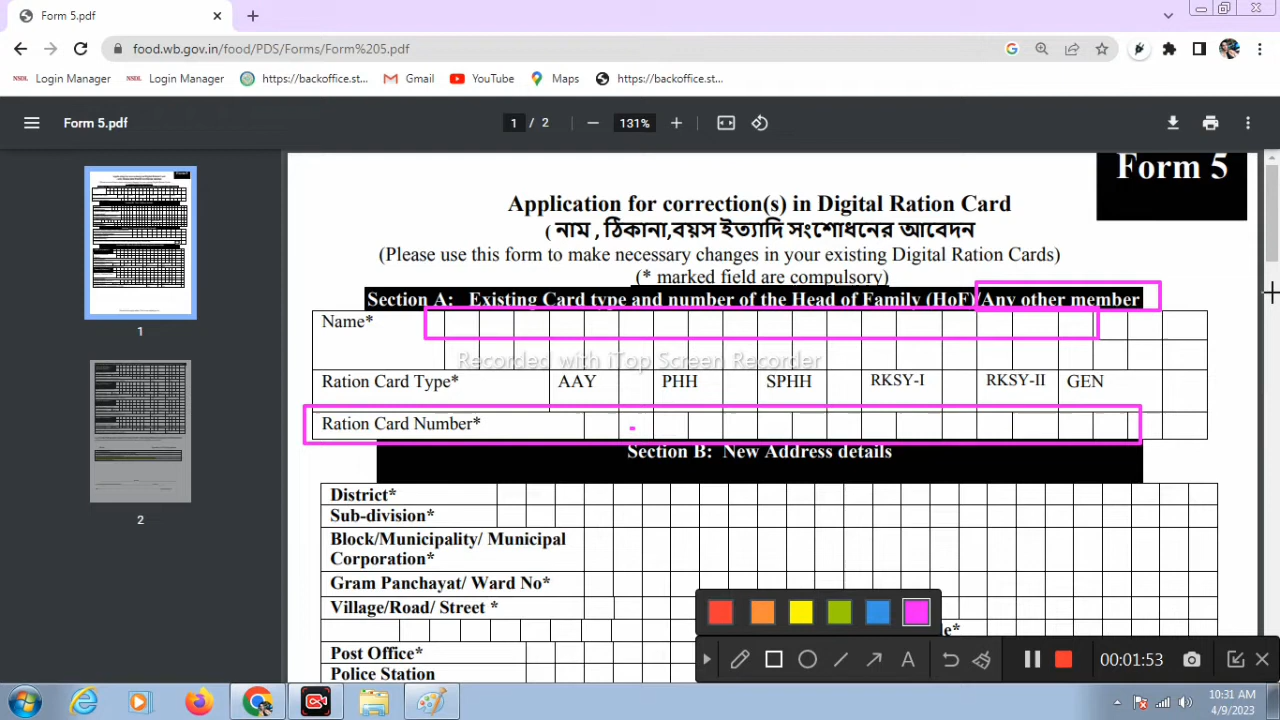 Form 5.pdf
food.wb.gov.in/food/PDS/Forms/Form%205.pdf
NSDL Login Manager NSDL Login Manager https://backoffice.st... Gmail YouTube Maps https://backoffice.st...
Form 5.pdf 1 / 2 131%
Form 5
Application for correction(s) in Digital Ration Card
( নাম , ঠিকানা,বয়স ইত্যাদি সংশোধনের আবেদন
(Please use this form to make necessary changes in your existing Digital Ration Cards)
(* marked field are compulsory)
Section A: Existing Card type and number of the Head of Family (HoF)/Any other member
Name*
Recorded with iTop Screen Recorder
Ration Card Type* AAY PHH SPHH RKSY-I RKSY-II GEN
Ration Card Number*
Section B: New Address details
District*
Sub-division*
Block/Municipality/ Municipal
Corporation*
Gram Panchayat/ Ward No*
Village/Road/ Street *
e*
Post Office*
Police Station
1
2
A 00:01:53
10:31 AM
4/9/2023